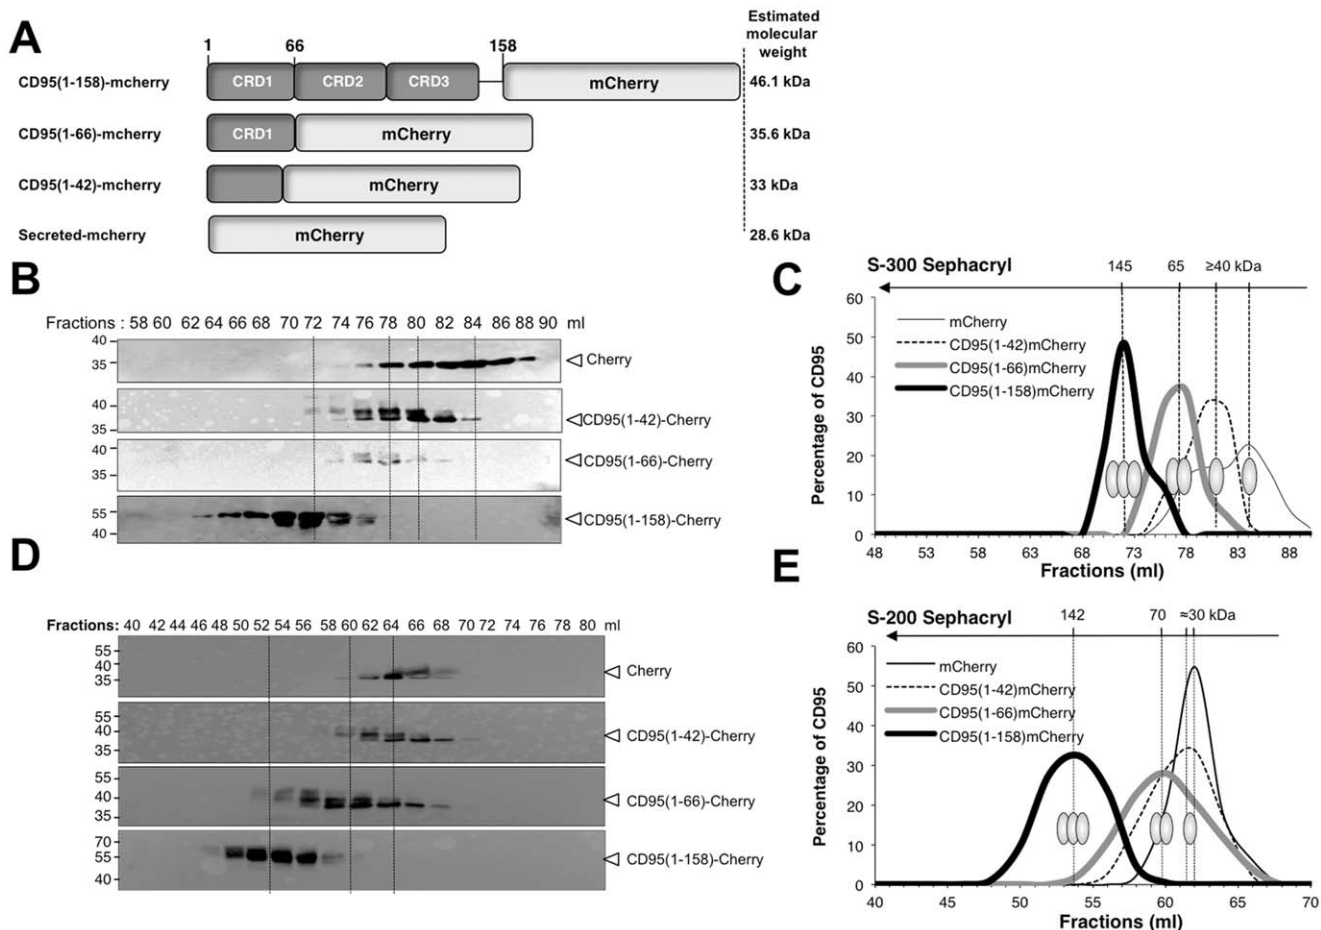 A
Estimated
molecular
weight
1 66 158
CD95(1-158)-mcherry CRD1 CRD2 CRD3 mCherry 46.1 kDa
CD95(1-66)-mcherry CRD1 mCherry 35.6 kDa
CD95(1-42)-mcherry mCherry 33 kDa
Secreted-mcherry mCherry 28.6 kDa
B
Fractions : 58 60 62 64 66 68 70 72 74 76 78 80 82 84 86 88 90 ml
40
35 Cherry
40
35 CD95(1-42)-Cherry
40
35 CD95(1-66)-Cherry
55
40 CD95(1-158)-Cherry
C
S-300 Sephacryl 145 65 ≥40 kDa
Percentage of CD95
60
50
40
30
20
10
0
mCherry
CD95(1-42)mCherry
CD95(1-66)mCherry
CD95(1-158)mCherry
48 53 58 63 68 73 78 83 88
Fractions (ml)
D
Fractions: 40 42 44 46 48 50 52 54 56 58 60 62 64 66 68 70 72 74 76 78 80 ml
55
40
35 Cherry
55
40
35 CD95(1-42)-Cherry
55
40
35 CD95(1-66)-Cherry
70
55
40 CD95(1-158)-Cherry
E
S-200 Sephacryl 142 70 ≈30 kDa
Percentage of CD95
60
50
40
30
20
10
0
mCherry
CD95(1-42)mCherry
CD95(1-66)mCherry
CD95(1-158)mCherry
40 45 50 55 60 65 70
Fractions (ml)